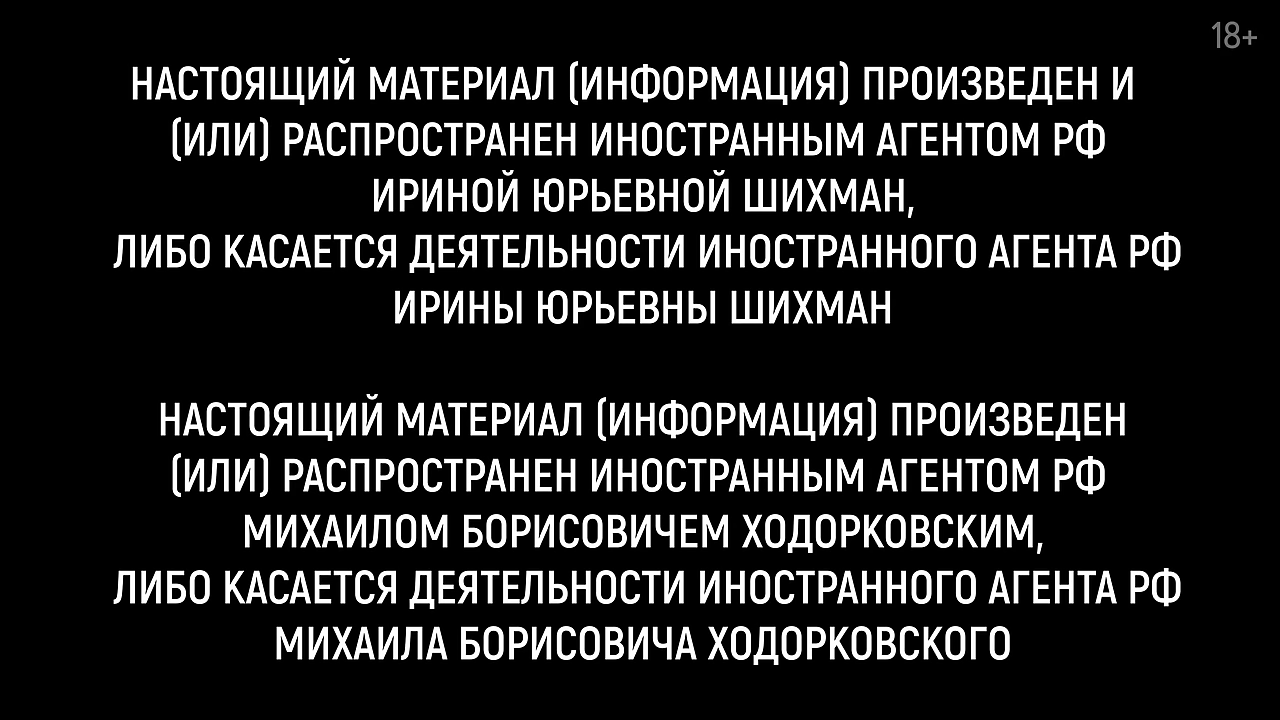 18+
НАСТОЯЩИЙ МАТЕРИАЛ (ИНФОРМАЦИЯ) ПРОИЗВЕДЕН И
(ИЛИ) РАСПРОСТРАНЕН ИНОСТРАННЫМ АГЕНТОМ РФ
ИРИНОЙ ЮРЬЕВНОЙ ШИХМАН,
ЛИБО КАСАЕТСЯ ДЕЯТЕЛЬНОСТИ ИНОСТРАННОГО АГЕНТА РФ
ИРИНЫ ЮРЬЕВНЫ ШИХМАН
НАСТОЯЩИЙ МАТЕРИАЛ (ИНФОРМАЦИЯ) ПРОИЗВЕДЕН
(ИЛИ) РАСПРОСТРАНЕН ИНОСТРАННЫМ АГЕНТОМ РФ
МИХАИЛОМ БОРИСОВИЧЕМ ХОДОРКОВСКИМ,
ЛИБО КАСАЕТСЯ ДЕЯТЕЛЬНОСТИ ИНОСТРАННОГО АГЕНТА РФ
МИХАИЛА БОРИСОВИЧА ХОДОРКОВСКОГО